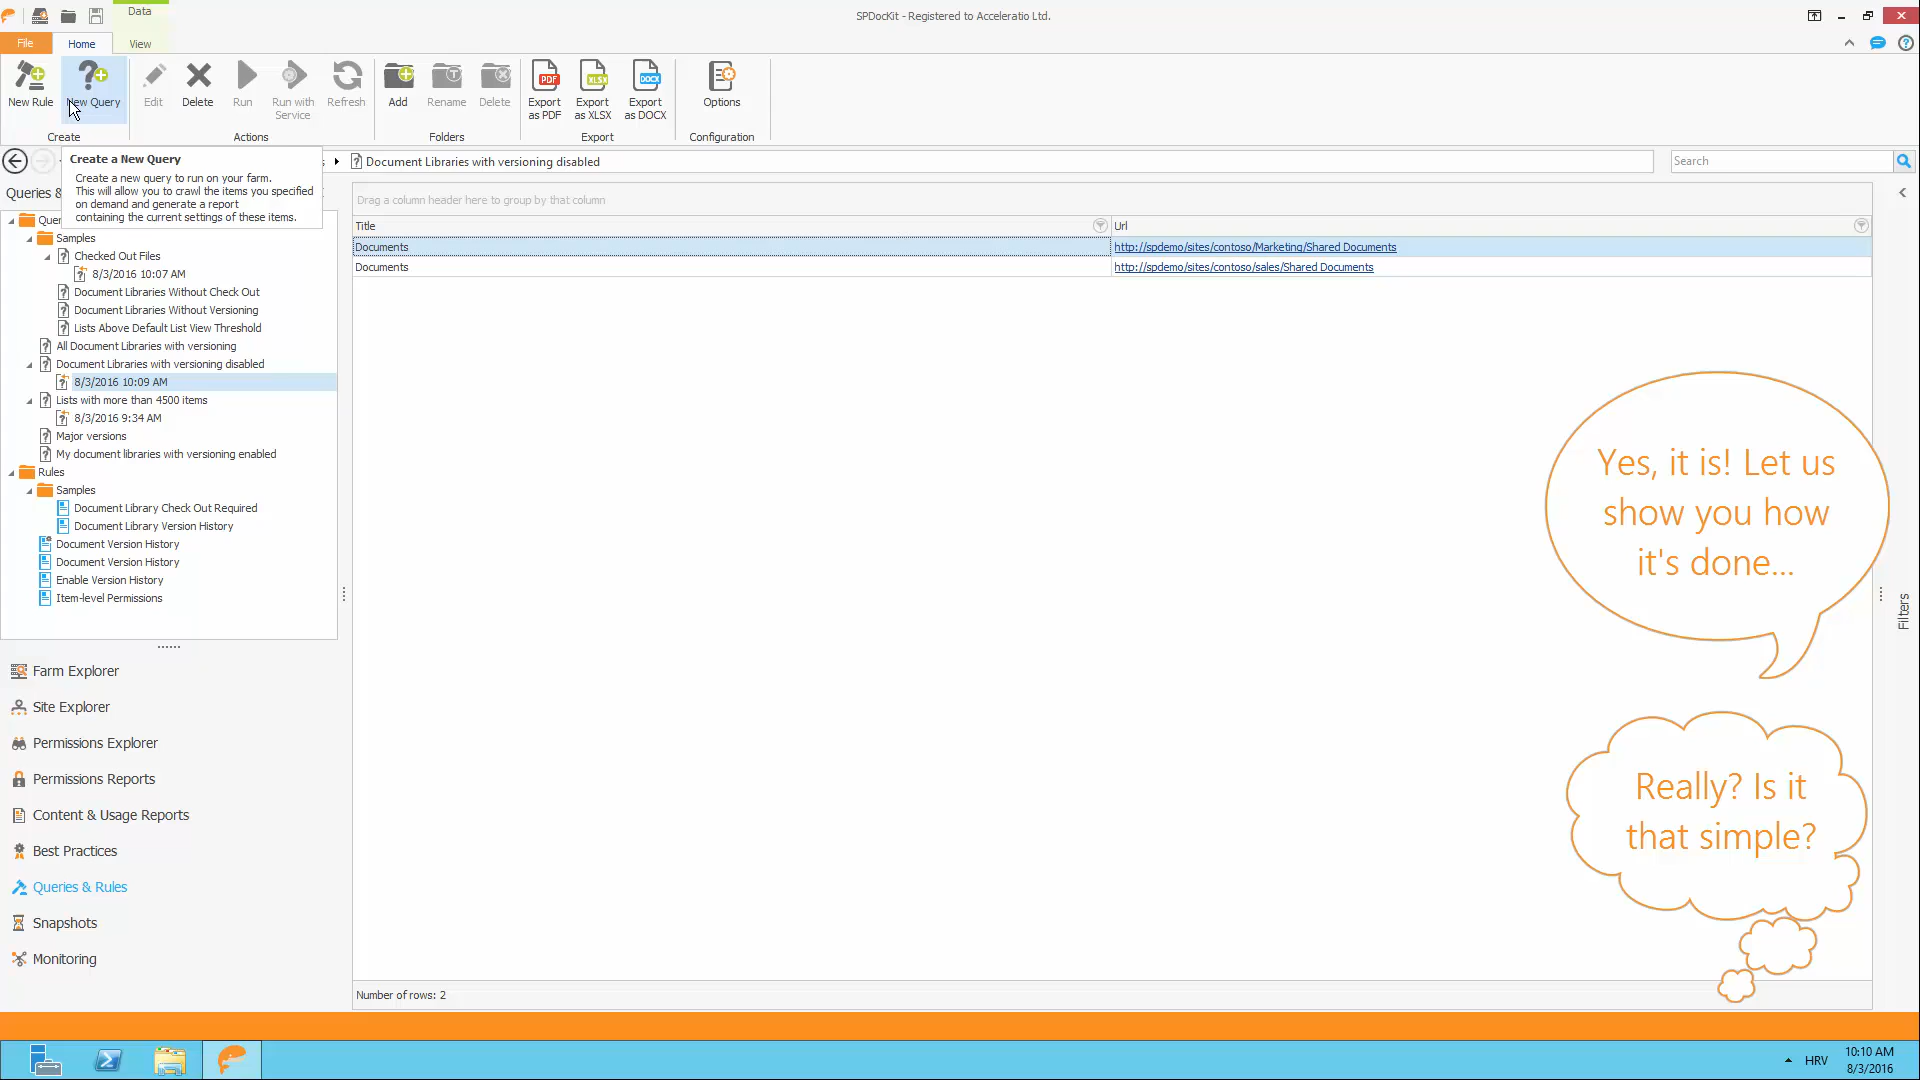 Data
SPDocKit - Registered to Acceleratio Ltd.
File
Home
View
New Rule
New Query
Edit
Delete
Run
Run with
Service
Refresh
Add
Rename
Delete
Export
as PDF
Export
as XLSX
Export
as DOCX
Options
Create
Actions
Folders
Export
Configuration
Document Libraries with versioning disabled
Search
Create a New Query
Create a new query to run on your farm.
This will allow you to crawl the items you specified
on demand and generate a report
containing the current settings of these items.
Queries &
Samples
Checked Out Files
8/3/2016 10:07 AM
Document Libraries Without Check Out
Document Libraries Without Versioning
Lists Above Default List View Threshold
All Document Libraries with versioning
Document Libraries with versioning disabled
8/3/2016 10:09 AM
Lists with more than 4500 items
8/3/2016 9:34 AM
Major versions
My document libraries with versioning enabled
Rules
Samples
Document Library Check Out Required
Document Library Version History
Document Version History
Document Version History
Enable Version History
Item-level Permissions
Farm Explorer
Site Explorer
Permissions Explorer
Permissions Reports
Content & Usage Reports
Best Practices
Queries & Rules
Snapshots
Monitoring
Drag a column header here to group by that column
Title
Url
Documents
http://spdemo/sites/contoso/Marketing/Shared Documents
Documents
http://spdemo/sites/contoso/sales/Shared Documents
Number of rows: 2
Yes, it is! Let us
show you how
it's done...
Really? Is it
that simple?
Filters
PDF
XLSX
DOCX
HRV
10:10 AM
8/3/2016